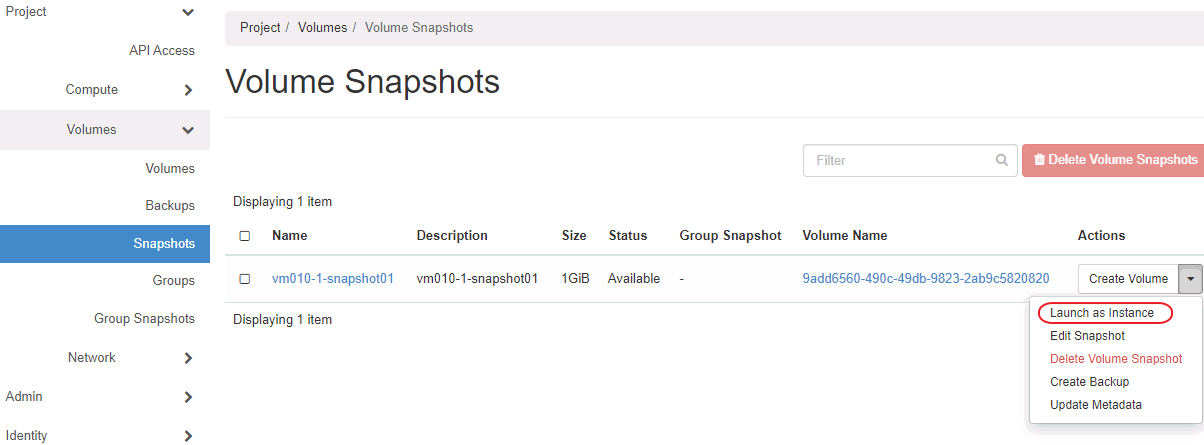 Project
API Access
Compute
Volumes
Volumes
Backups
Snapshots
Groups
Group Snapshots
Network
Admin
Identity
Project / Volumes / Volume Snapshots
Volume Snapshots
Filter Delete Volume Snapshots
Displaying 1 item
Name Description Size Status Group Snapshot Volume Name Actions
vm010-1-snapshot01 vm010-1-snapshot01 1GiB Available - 9add6560-490c-49db-9823-2ab9c5820820 Create Volume
Displaying 1 item
Launch as Instance
Edit Snapshot
Delete Volume Snapshot
Create Backup
Update Metadata